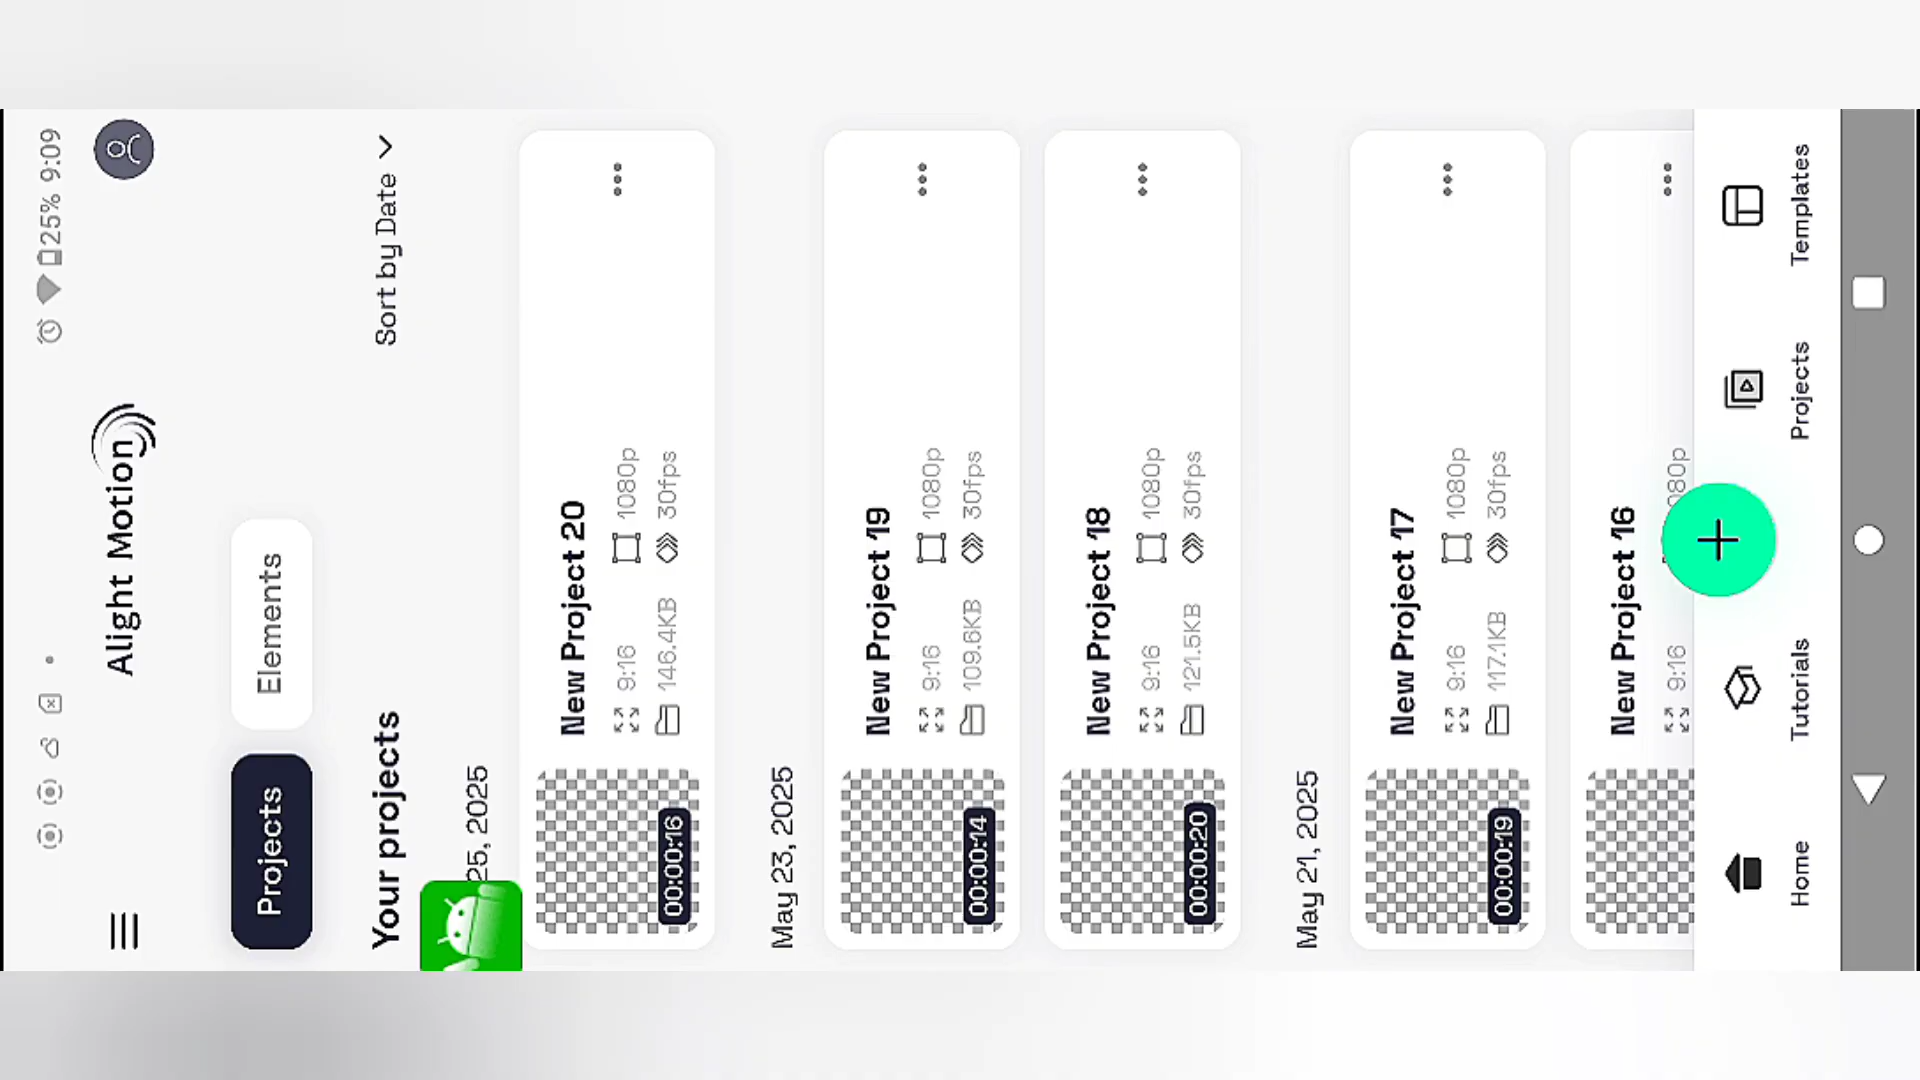 25% 9:09
Alight Motion
Projects
Elements
Your projects
Sort by Date
25, 2025
New Project 20
9:16
1080p
146.4KB
30fps
00:00:16
May 23, 2025
New Project 19
9:16
1080p
109.6KB
30fps
00:00:14
New Project 18
9:16
1080p
121.5KB
30fps
00:00:20
May 21, 2025
New Project 17
9:16
1080p
117.1KB
30fps
00:00:19
New Project 16
9:16
080p
Home
Tutorials
Projects
Templates